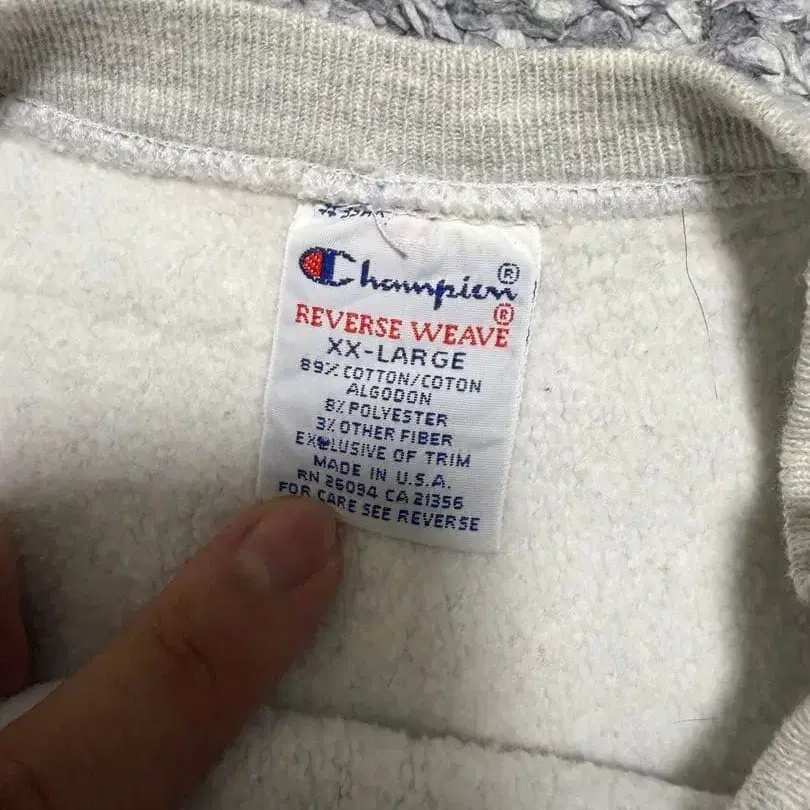 Champion®
REVERSE WEAVE®
XX-LARGE
89% COTTON/COTON
ALGODON
8% POLYESTER
3% OTHER FIBER
EXCLUSIVE OF TRIM
MADE IN U.S.A.
RN 26094 CA 21356
FOR CARE SEE REVERSE